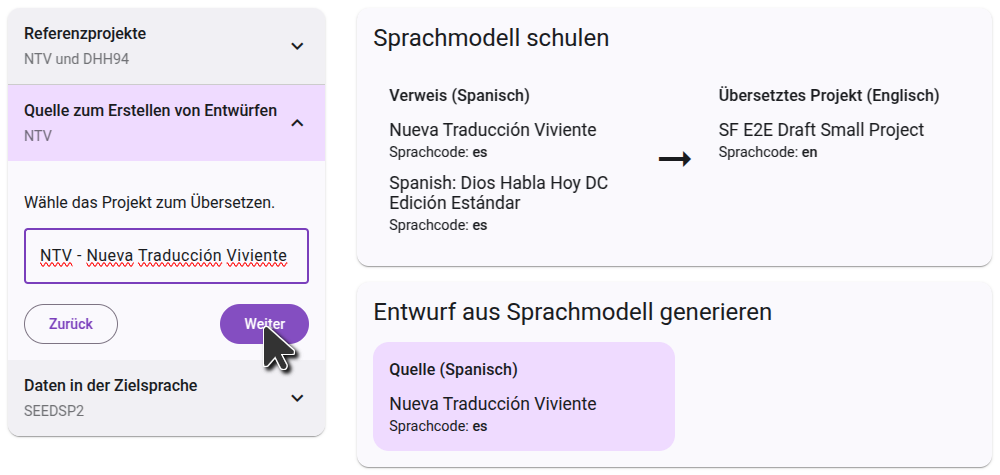 Referenzprojekte
NTV und DHH94
Quelle zum Erstellen von Entwürfen
NTV
Wähle das Projekt zum Übersetzen.
NTV - Nueva Traducción Viviente
Zurück
Weiter
Daten in der Zielsprache
SEEDSP2
Sprachmodell schulen
Verweis (Spanisch)
Nueva Traducción Viviente
Sprachcode: es
Spanish: Dios Habla Hoy DC
Edición Estándar
Sprachcode: es
Übersetztes Projekt (Englisch)
SF E2E Draft Small Project
Sprachcode: en
Entwurf aus Sprachmodell generieren
Quelle (Spanisch)
Nueva Traducción Viviente
Sprachcode: es